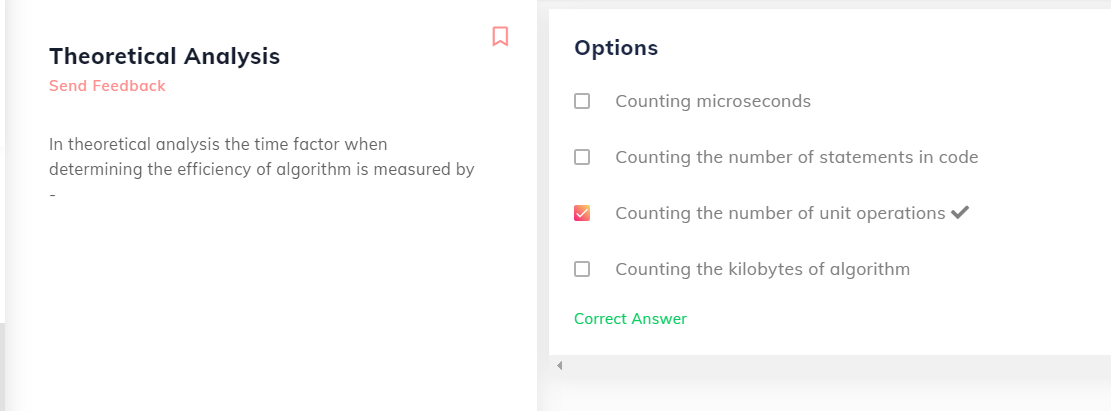 Theoretical Analysis
Send Feedback
In theoretical analysis the time factor when
determining the efficiency of algorithm is measured by
-
Options
Counting microseconds
Counting the number of statements in code
Counting the number of unit operations
Counting the kilobytes of algorithm
Correct Answer